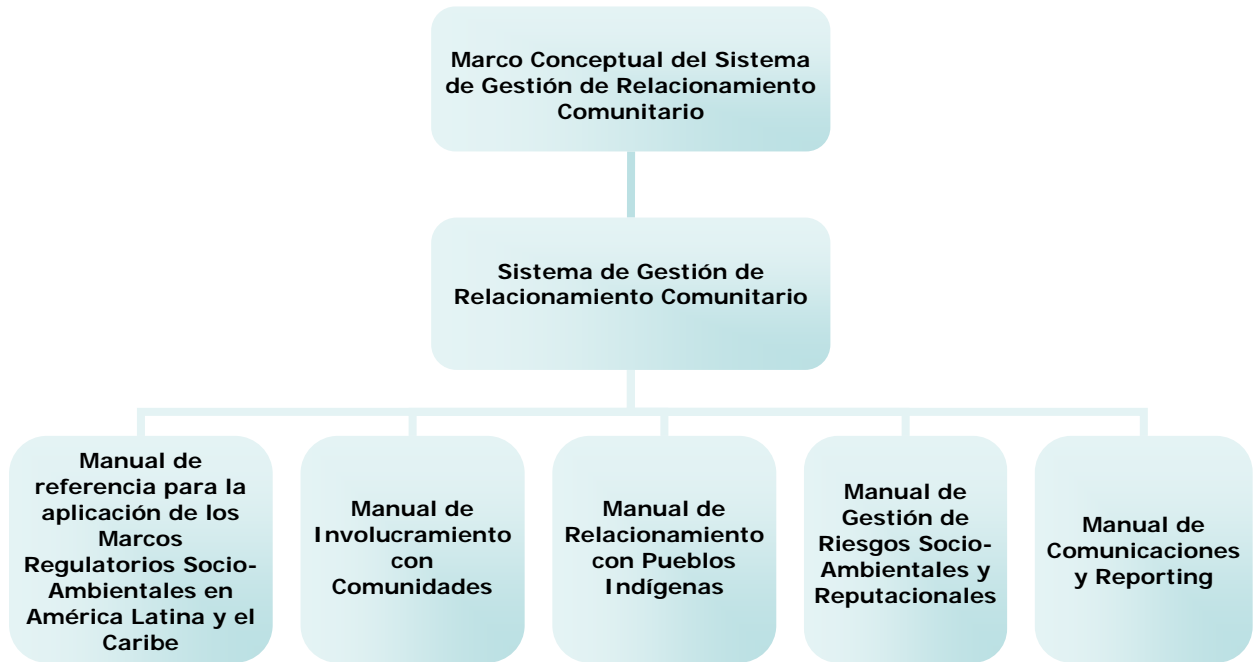 Marco Conceptual del Sistema
de Gestión de Relacionamiento
Comunitario
Sistema de Gestión de
Relacionamiento Comunitario
Manual de
referencia para la
aplicación de los
Marcos
Regulatorios Socio-
Ambientales en
América Latina y el
Caribe
Manual de
Involucramiento
con
Comunidades
Manual de
Relacionamiento
con Pueblos
Indígenas
Manual de
Gestión de
Riesgos Socio-
Ambientales y
Reputacionales
Manual de
Comunicaciones
y Reporting